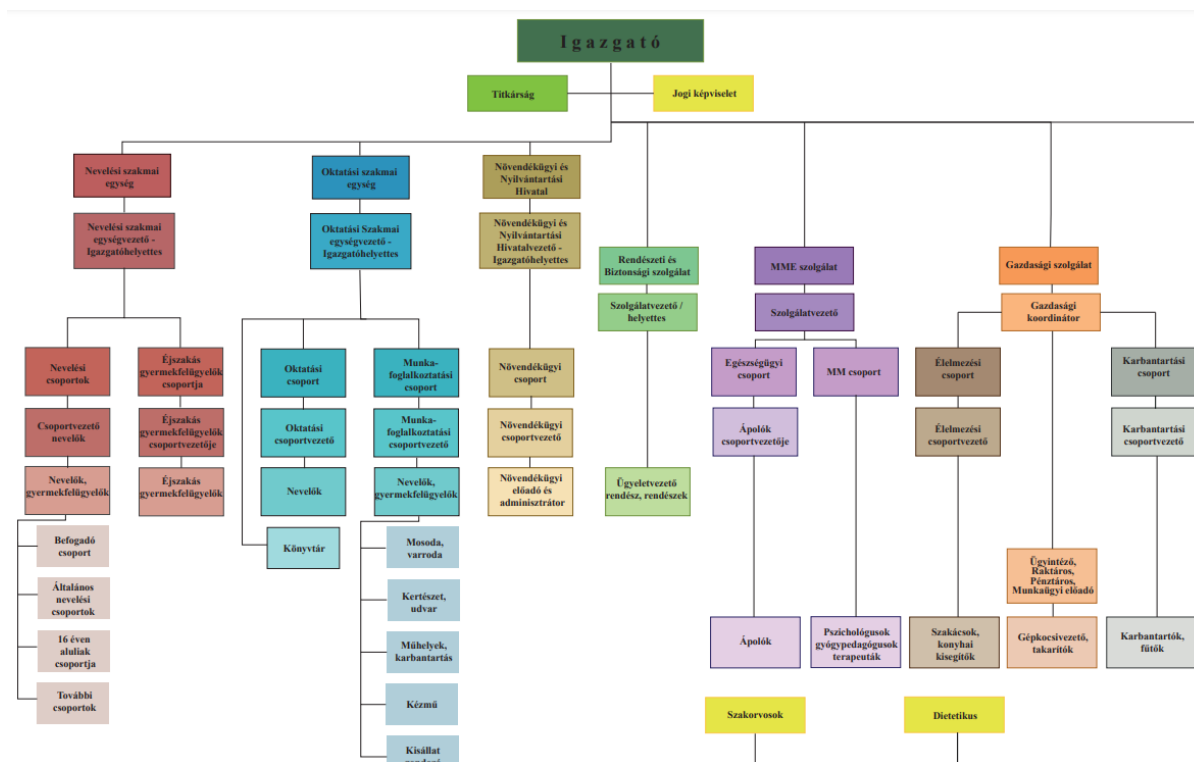 Igazgató
Titkárság
Jogi képviselet
Nevelési szakmai
egység
Nevelési szakmai
egységvezető -
Igazgatóhelyettes
Oktatási szakmai
egység
Oktatási Szakmai
egységvezető -
Igazgatóhelyettes
Növendékügyi és
Nyilvántartási
Hivatal
Növendékügyi és
Nyilvántartási
Hivatalvezető -
Igazgatóhelyettes
Rendészeti és
Biztonsági szolgálat
Szolgálatvezető /
helyettes
MME szolgálat
Szolgálatvezető
Gazdasági szolgálat
Gazdasági
koordinátor
Nevelési
csoportok
Csoportvezető
nevelők
Nevelők,
gyermekfelügyelők
Befogadó
csoport
Általános
nevelési
csoportok
16 éven
aluliak
csoportja
További
csoportok
Éjszakás
gyermekfelügyelők
csoportja
Éjszakás
gyermekfelügyelők
csoportvezetője
Éjszakás
gyermekfelügyelők
Oktatási
csoport
Oktatási
csoportvezető
Nevelők
Könyvtár
Munka-
foglalkoztatási
csoport
Munka-
foglalkoztatási
csoportvezető
Nevelők,
gyermekfelügyelők
Mosoda,
varroda
Kertészet,
udvar
Műhelyek,
karbantartás
Kézmű
Kisállat
Növendékügyi
csoport
Növendékügyi
csoportvezető
Növendékügyi
előadó és
adminisztrátor
Ügyeletvezető
rendész, rendészek
Egészségügyi
csoport
Ápolók
csoportvezetője
Ápolók
MM csoport
Pszichológusok
gyógypedagógusok
terapeuták
Élelmezési
csoport
Élelmezési
csoportvezető
Szakácsok,
konyhai
kisegítők
Ügyintéző,
Raktáros,
Pénztáros,
Munkaügyi előadó
Gépkocsivezető,
takarítók
Karbantartási
csoport
Karbantartási
csoportvezető
Karbantartók,
fűtők
Szakorvosok
Dietetikus